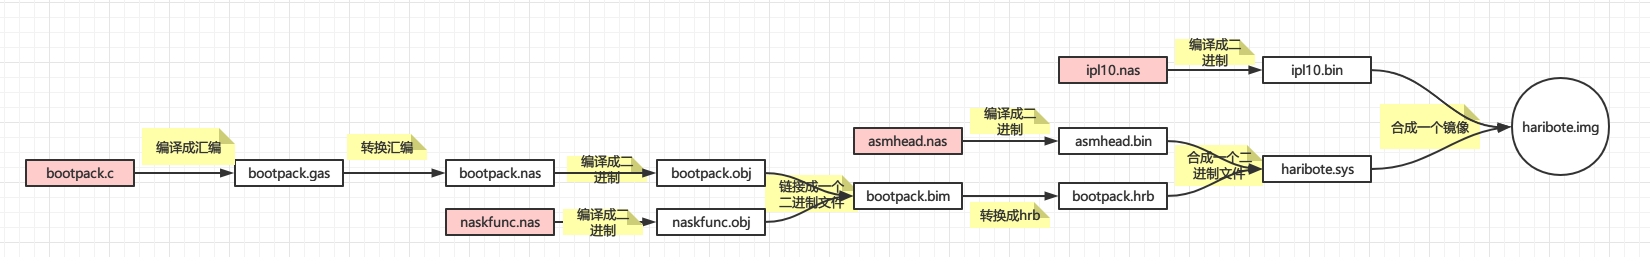 编译成二
进制
ipl10.nas
ipl10.bin
编译成二
进制
合成一个镜像
haribote.img
编译成汇编
转换汇编
asmhead.nas
asmhead.bin
编译成二
进制
合成一个二
进制文件
bootpack.c
bootpack.gas
bootpack.nas
bootpack.obj
haribote.sys
链接成一个
二进制文件
bootpack.bim
bootpack.hrb
转换成hrb
naskfunc.nas
编译成二
进制
naskfunc.obj